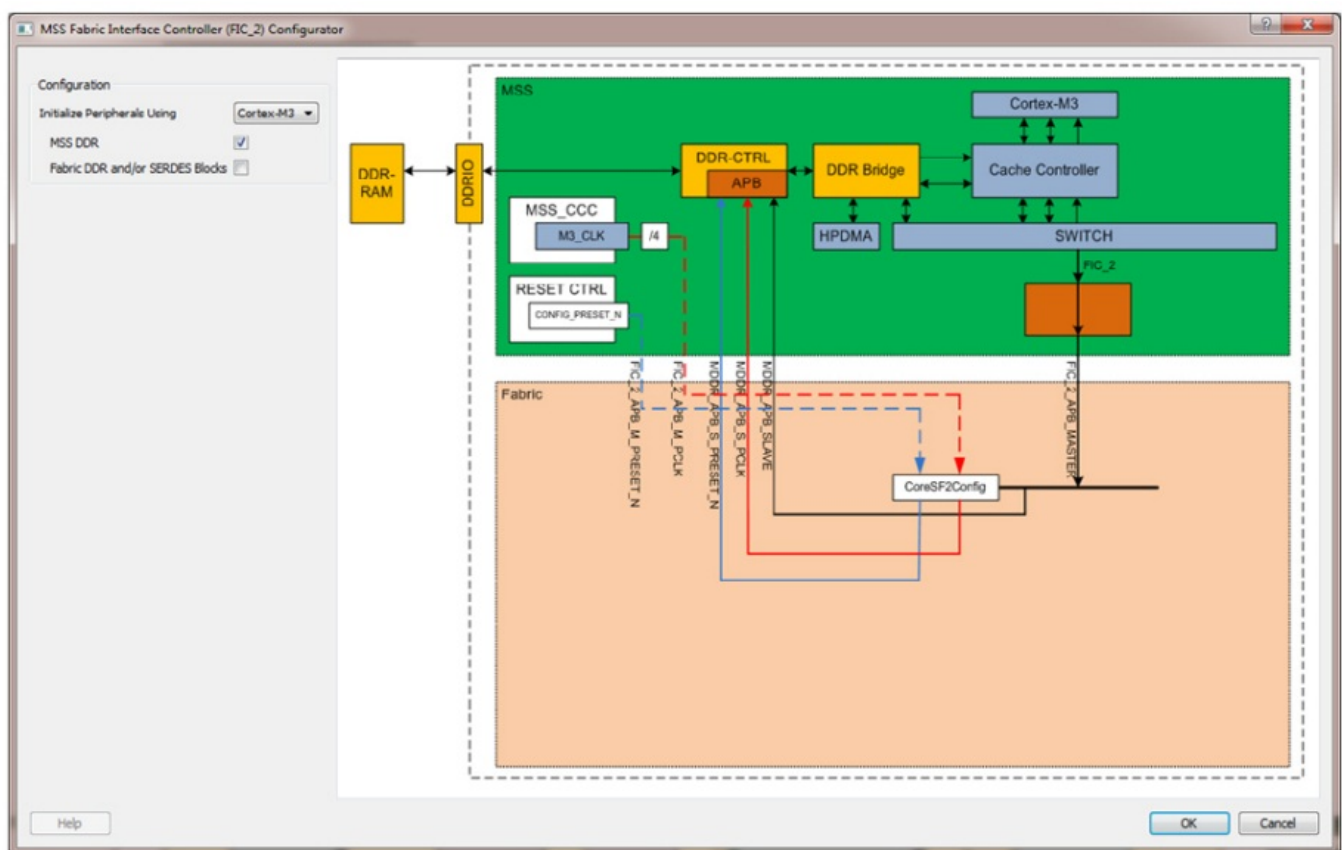 MSS Fabric Interface Controller (FIC_2) Configurator
Configuration
Initialize Peripherals Using
Cortex-M3
MSS DDR
Fabric DDR and/or SERDES Blocks
MSS
Cortex-M3
DDR-
RAM
DDRIO
DDR-CTRL
APB
DDR Bridge
Cache Controller
MSS_CCC
M3_CLK
/4
HPDMA
SWITCH
FIC_2
RESET CTRL
CONFIG_PRESET_N
FIC_2_APB_M_PRESET_N
FIC_2_APB_M_PCLK
MDDR_APB_S_PRESET_N
MDDR_APB_S_PCLK
MDDR_APB_SLAVE
FIC_2_APB_MASTER
Fabric
CoreSF2Config
Help
OK
Cancel